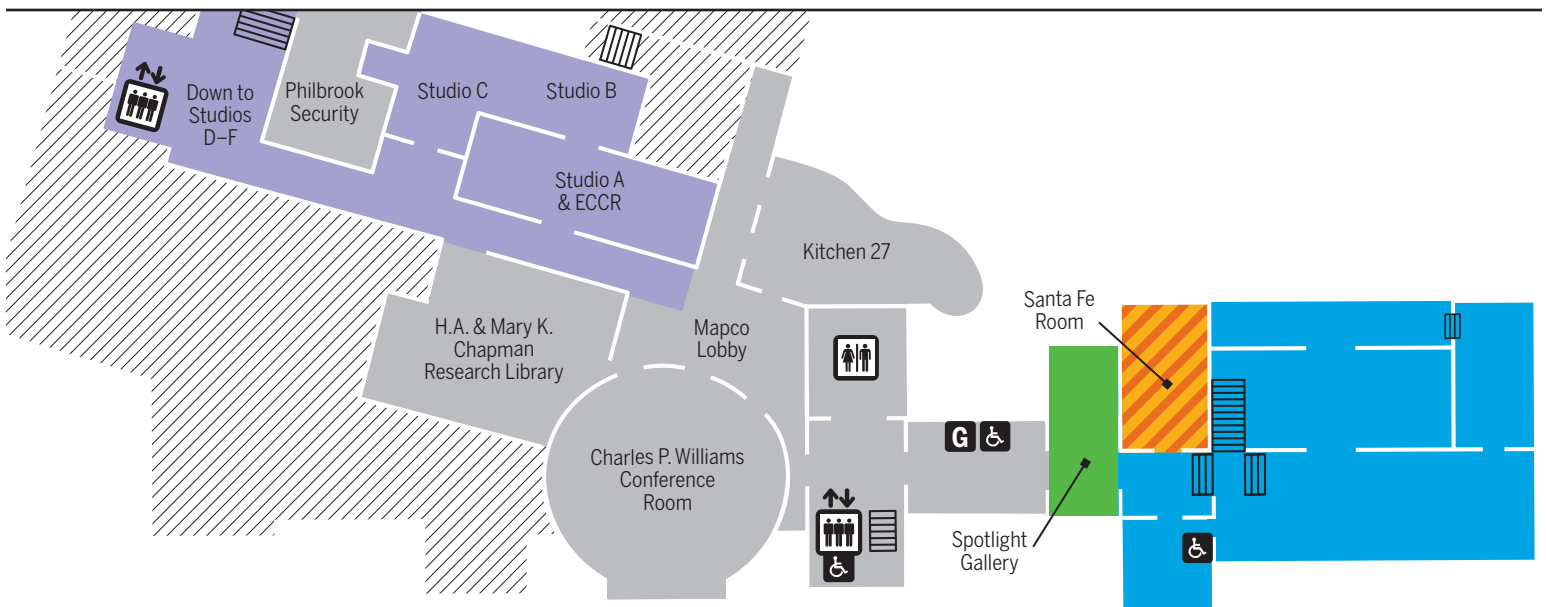 Down to
Studios
D–F
Philbrook
Security
Studio C
Studio B
Studio A
& ECCR
Kitchen 27
H.A. & Mary K.
Chapman
Research Library
Mapco
Lobby
Santa Fe
Room
Charles P. Williams
Conference
Room
G
Spotlight
Gallery